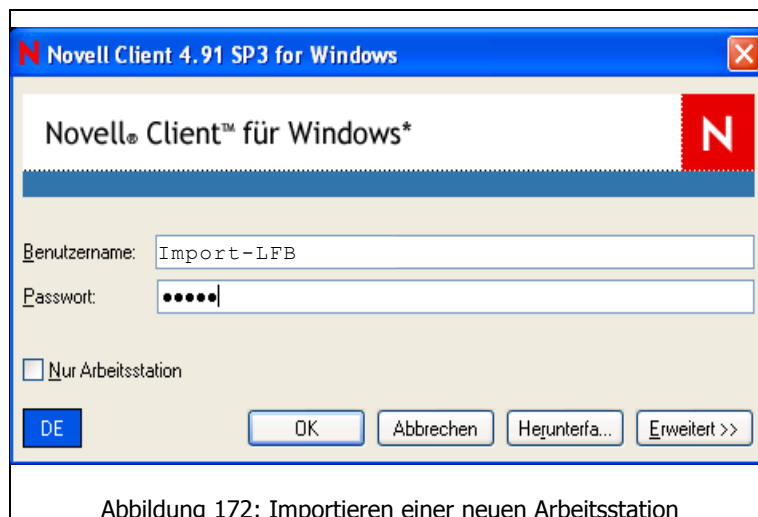 N Novell Client 4.91 SP3 for Windows
Novell® Client™ für Windows*
N
Benutzername: Import-LFB
Passwort: ●●●●●
Nur Arbeitsstation
DE OK Abbrechen Herunterfa... Erweitert >>
Abbildung 172: Importieren einer neuen Arbeitsstation